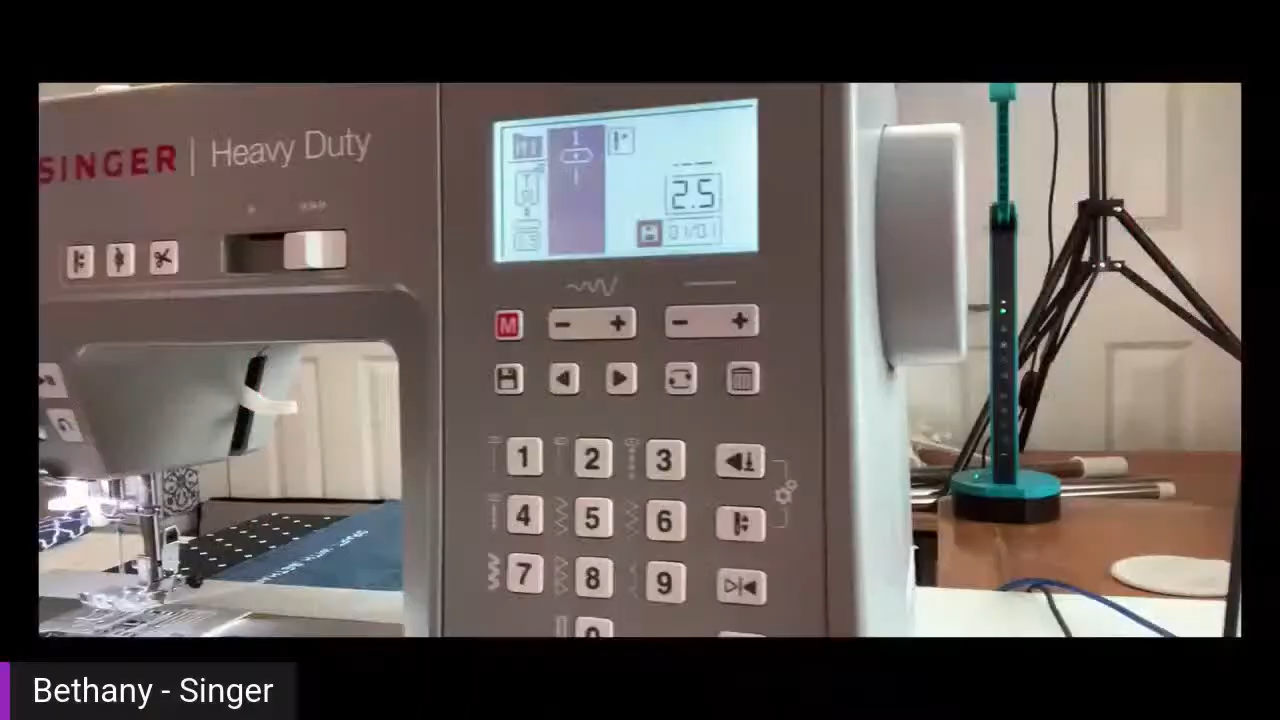 SINGER | Heavy Duty
2.5
M
- +
- +
1 2 3
4 5 6
7 8 9
Bethany - Singer